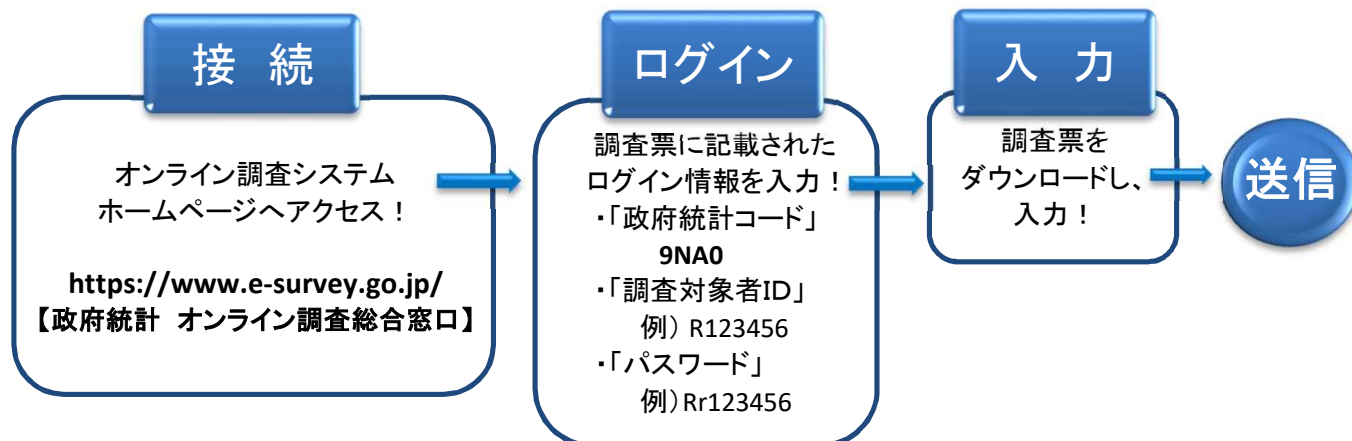 接 続
オンライン調査システム
ホームページへアクセス！
https://www.e-survey.go.jp/
【政府統計 オンライン調査総合窓口】
ログイン
調査票に記載された
ログイン情報を入力！
・「政府統計コード」
9NA0
・「調査対象者ID」
例）R123456
・「パスワード」
例）Rr123456
入 力
調査票を
ダウンロードし、
入力！
送信